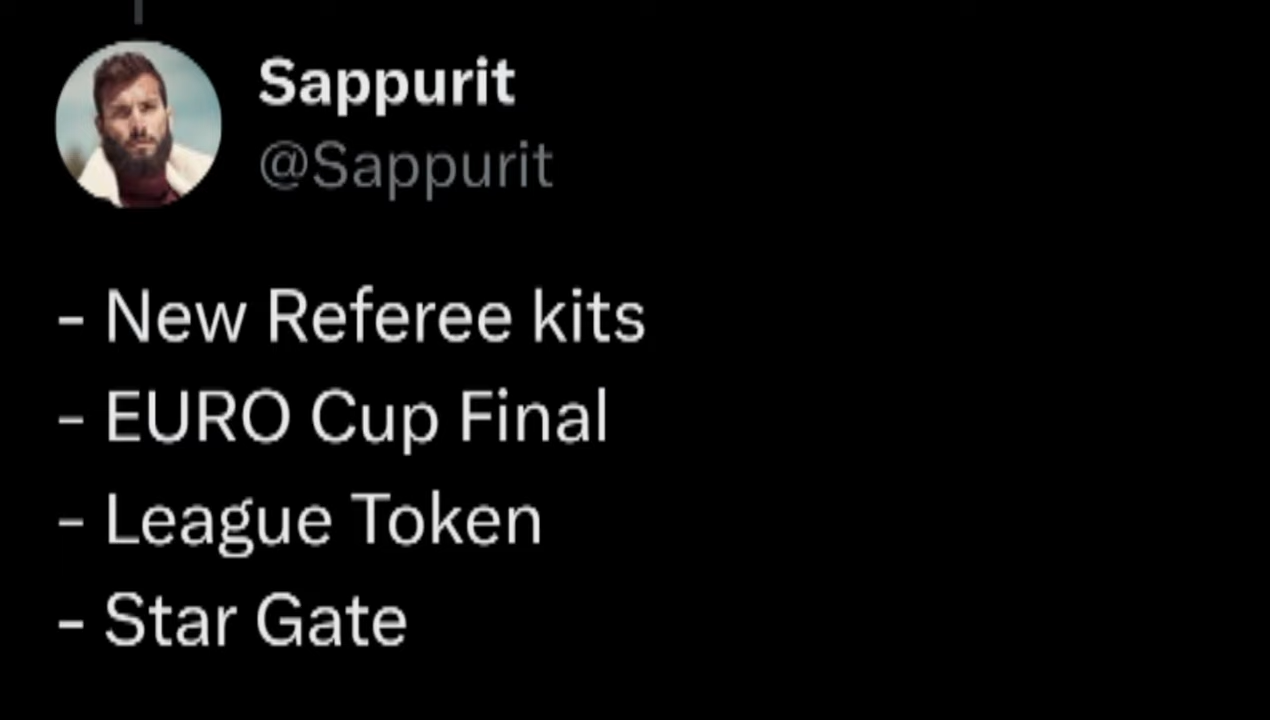 Sappurit
@Sappurit
- New Referee kits
- EURO Cup Final
- League Token
- Star Gate